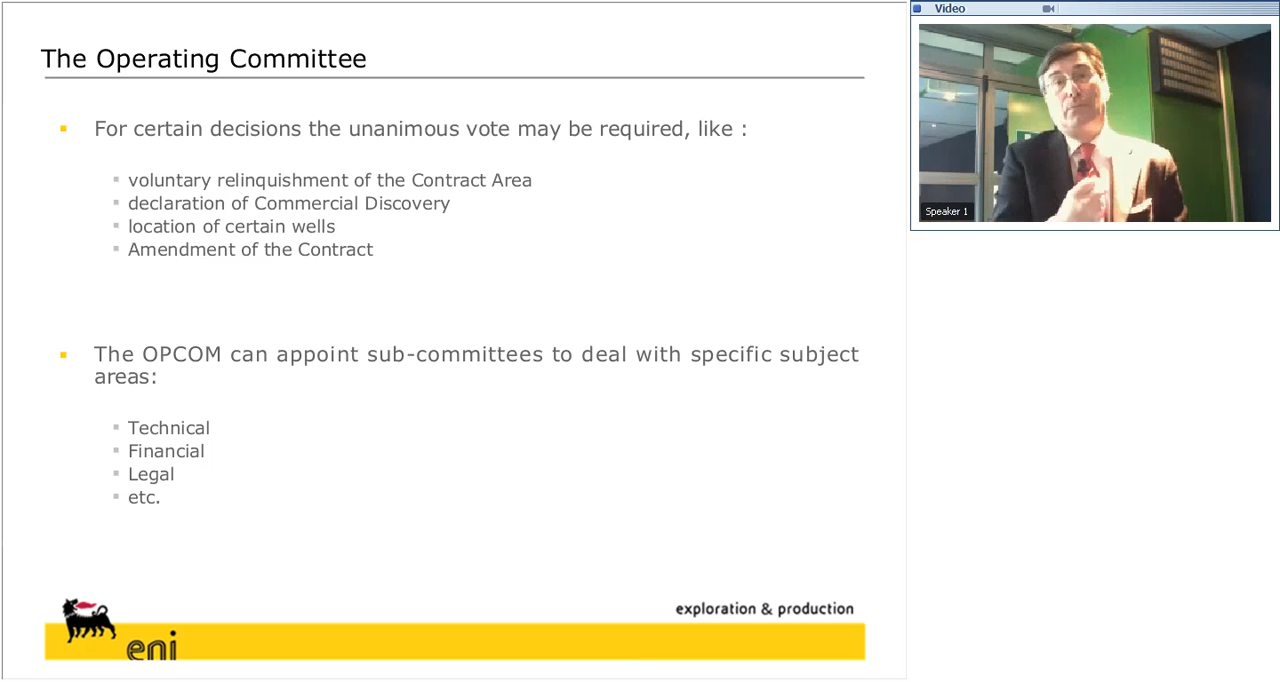 Video
The Operating Committee
For certain decisions the unanimous vote may be required, like :
voluntary relinquishment of the Contract Area
declaration of Commercial Discovery
location of certain wells
Amendment of the Contract
Speaker 1
The OPCOM can appoint sub-committees to deal with specific subject
areas:
Technical
Financial
Legal
etc.
exploration & production
eni